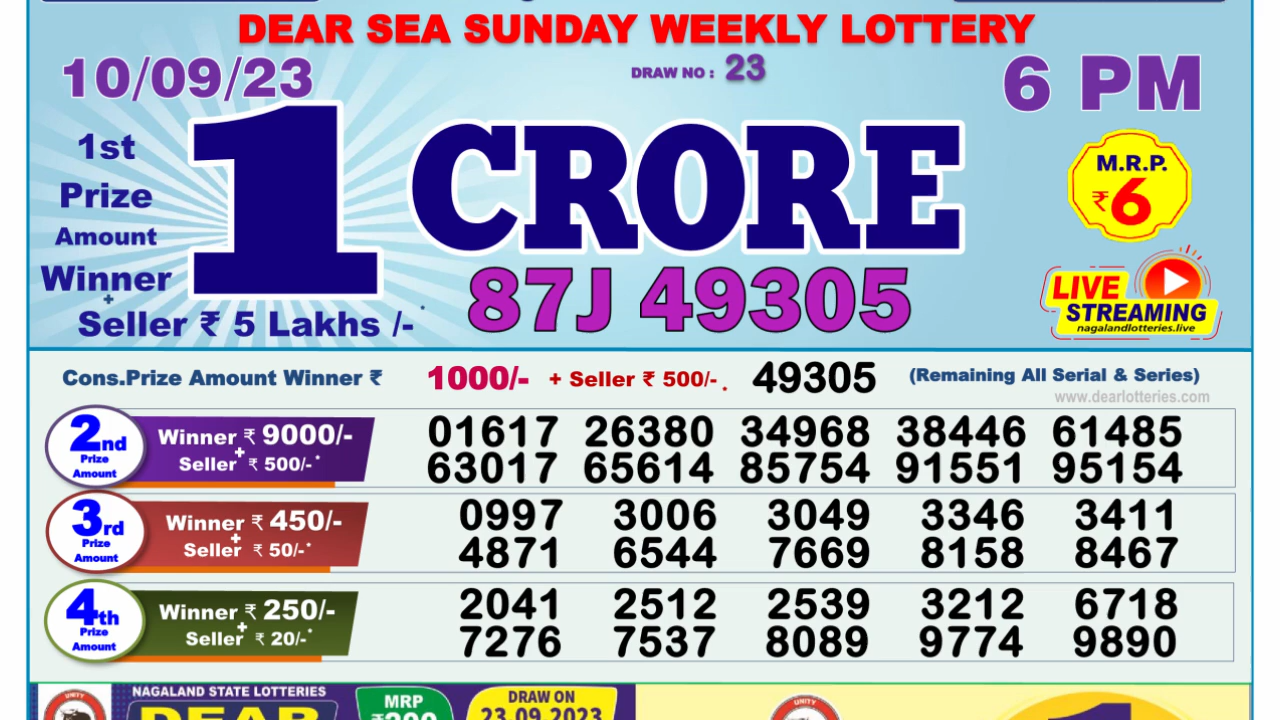 DEAR SEA SUNDAY WEEKLY LOTTERY
10/09/23
DRAW NO : 23
6 PM
1st
Prize
Amount
Winner
+
Seller ₹ 5 Lakhs /-*
1 CRORE
87J 49305
M.R.P.
₹6
LIVE
STREAMING
nagalandlotteries.live
Cons.Prize Amount Winner ₹ 1000/- + Seller ₹ 500/- . 49305 (Remaining All Serial & Series)
www.dearlotteries.com
2nd
Prize
Amount
Winner ₹ 9000/-
+
Seller ₹ 500/-*
01617 26380 34968 38446 61485
63017 65614 85754 91551 95154
3rd
Prize
Amount
Winner ₹ 450/-
+
Seller ₹ 50/-*
0997 3006 3049 3346 3411
4871 6544 7669 8158 8467
4th
Prize
Amount
Winner ₹ 250/-
+
Seller ₹ 20/-*
2041 2512 2539 3212 6718
7276 7537 8089 9774 9890
UNITY
NAGALAND STATE LOTTERIES
DEAR
MRP
DRAW ON
23.09.2023
UNITY
1